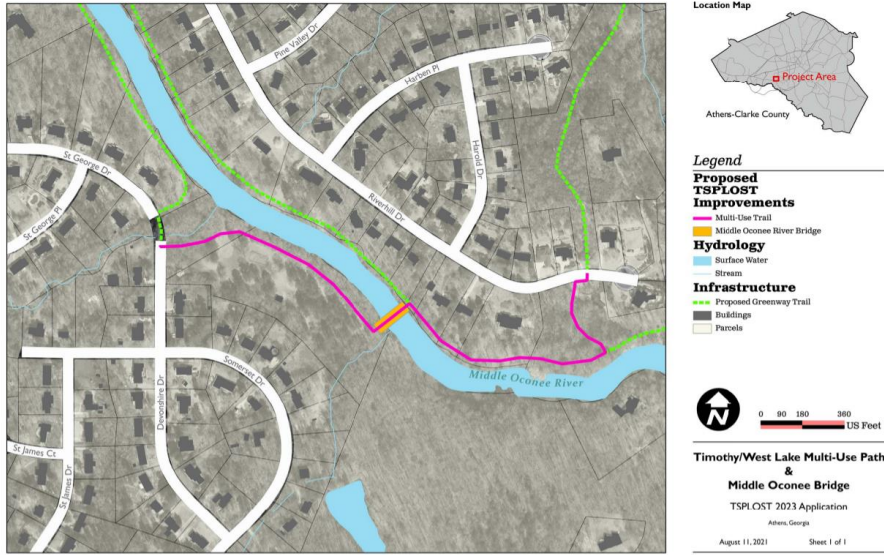 Pine Valley Dr
Harben Pl
Harold Dr
St George Dr
St George Pl
Riverhill Dr
Somerset Dr
Devonshire Dr
St James Ct
St James Dr
Middle Oconee River
Location Map
Project Area
Athens-Clarke County
Legend
Proposed
TSPLOST
Improvements
Multi-Use Trail
Middle Oconee River Bridge
Hydrology
Surface Water
Stream
Infrastructure
Proposed Greenway Trail
Buildings
Parcels
N
0 90 180 360
US Feet
Timothy/West Lake Multi-Use Path
&
Middle Oconee Bridge
TSPLOST 2023 Application
Athens, Georgia
August 11, 2021 Sheet 1 of 1